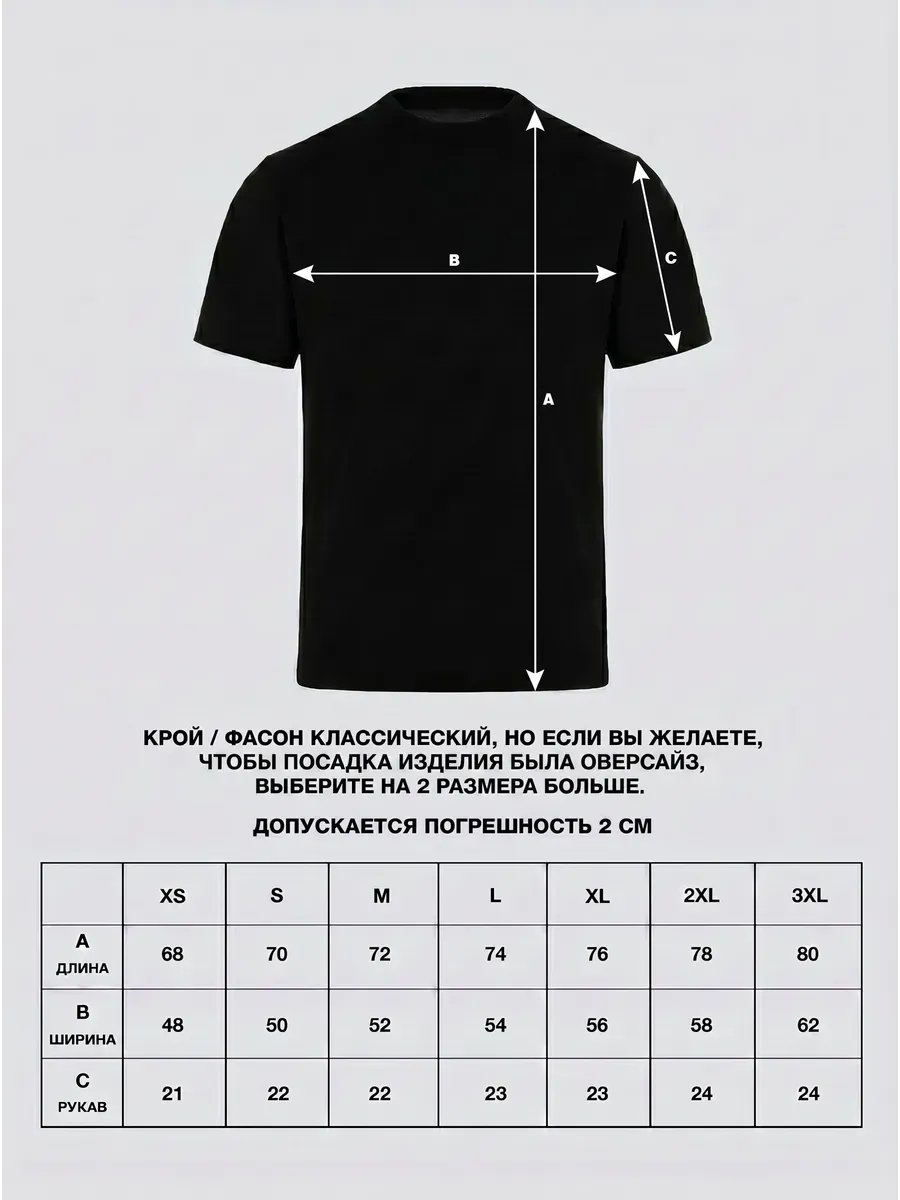 B
C
A
КРОЙ / ФАСОН КЛАССИЧЕСКИЙ, НО ЕСЛИ ВЫ ЖЕЛАЕТЕ,
ЧТОБЫ ПОСАДКА ИЗДЕЛИЯ БЫЛА ОВЕРСАЙЗ,
ВЫБЕРИТЕ НА 2 РАЗМЕРА БОЛЬШЕ.
ДОПУСКАЕТСЯ ПОГРЕШНОСТЬ 2 СМ
XS S M L XL 2XL 3XL
A ДЛИНА 68 70 72 74 76 78 80
B ШИРИНА 48 50 52 54 56 58 62
C РУКАВ 21 22 22 23 23 24 24